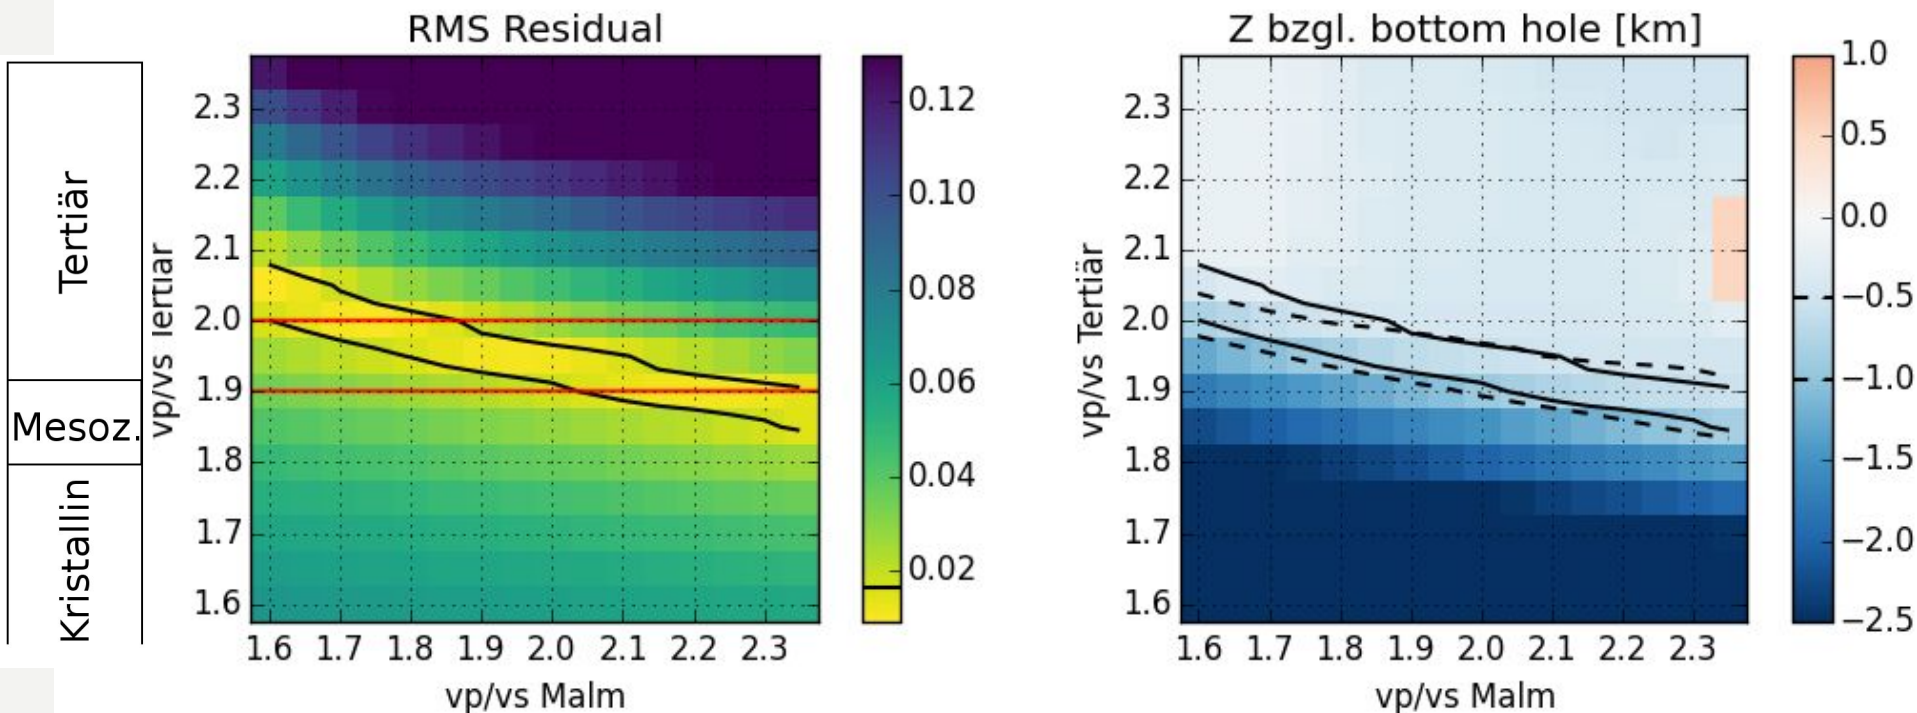 Tertiär
Mesoz.
Kristallin
RMS Residual
vp/vs Tertiär
2.3
2.2
2.1
2.0
1.9
1.8
1.7
1.6
1.6 1.7 1.8 1.9 2.0 2.1 2.2 2.3
vp/vs Malm
0.12
0.10
0.08
0.06
0.04
0.02
Z bzgl. bottom hole [km]
vp/vs Tertiär
2.3
2.2
2.1
2.0
1.9
1.8
1.7
1.6
1.6 1.7 1.8 1.9 2.0 2.1 2.2 2.3
vp/vs Malm
1.0
0.5
0.0
−0.5
−1.0
−1.5
−2.0
−2.5